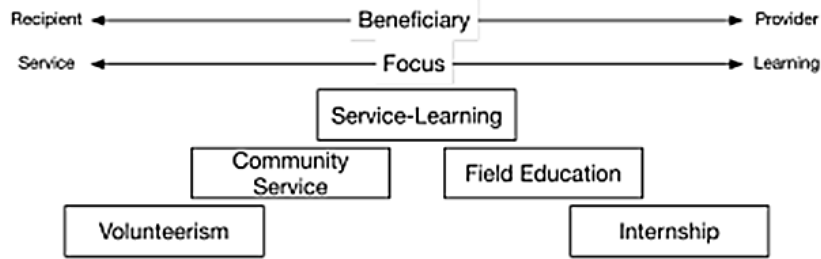 Recipient Beneficiary Provider
Service Focus Learning
Service-Learning
Community
Service
Field Education
Volunteerism
Internship